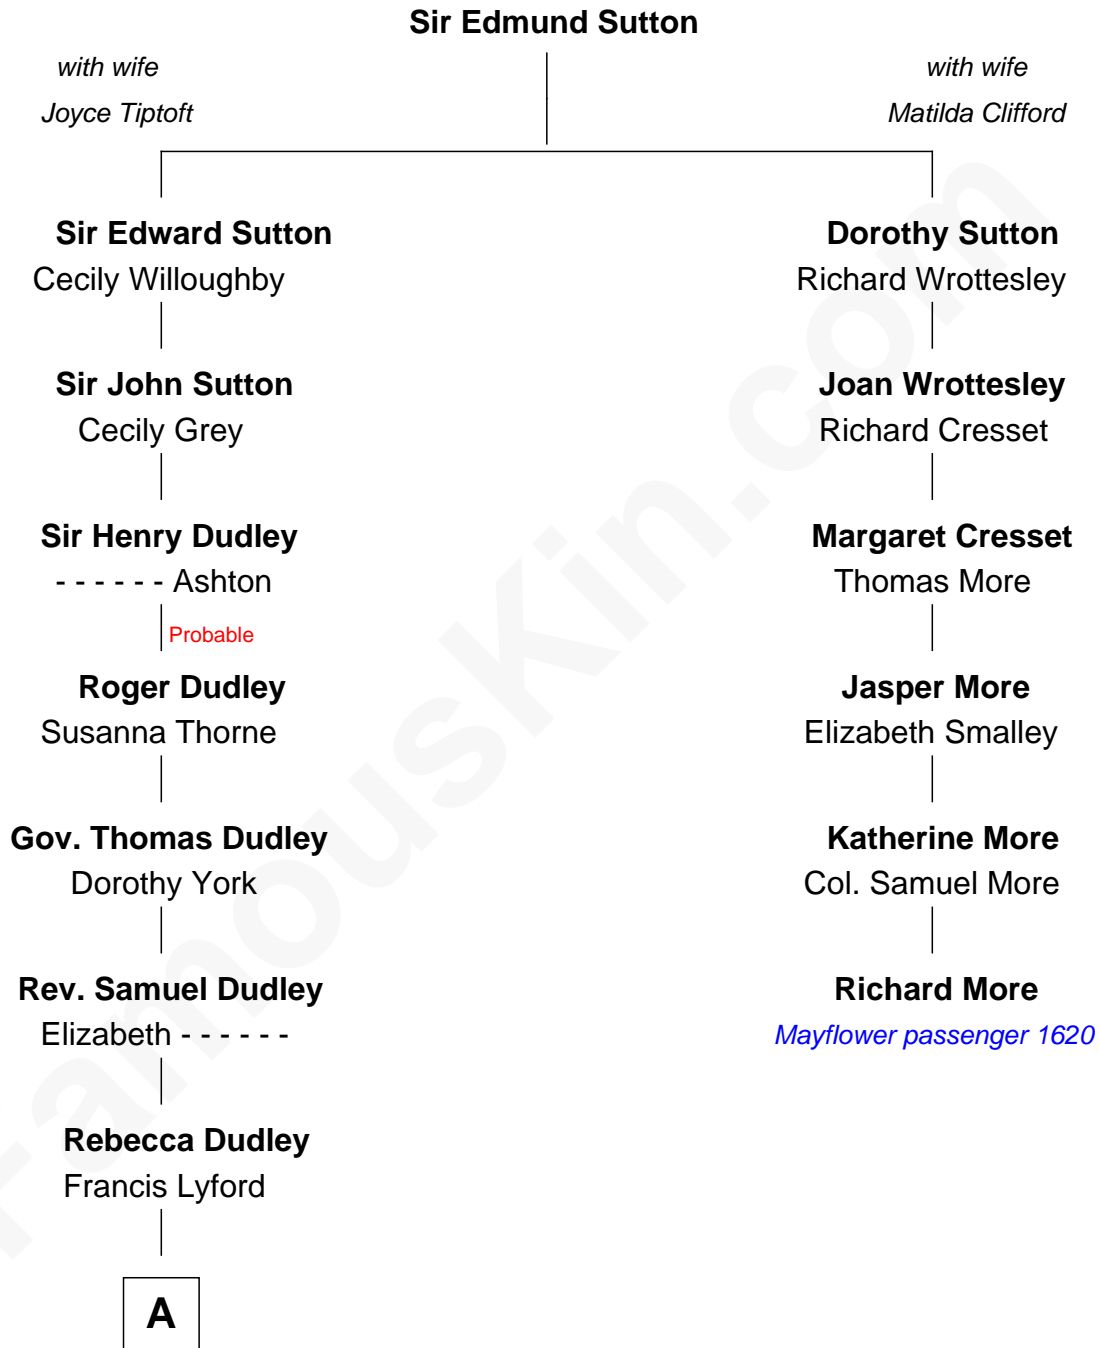 Sir Edmund Sutton
with wife
Joyce Tiptoft
with wife
Matilda Clifford
Sir Edward Sutton
Cecily Willoughby
Dorothy Sutton
Richard Wrottesley
Sir John Sutton
Cecily Grey
Joan Wrottesley
Richard Cresset
Sir Henry Dudley
- - - - - - Ashton
Margaret Cresset
Thomas More
Probable
Roger Dudley
Susanna Thorne
Jasper More
Elizabeth Smalley
Gov. Thomas Dudley
Dorothy York
Katherine More
Col. Samuel More
Rev. Samuel Dudley
Elizabeth - - - - - -
Richard More
Mayflower passenger 1620
Rebecca Dudley
Francis Lyford
A
FamousKin.com